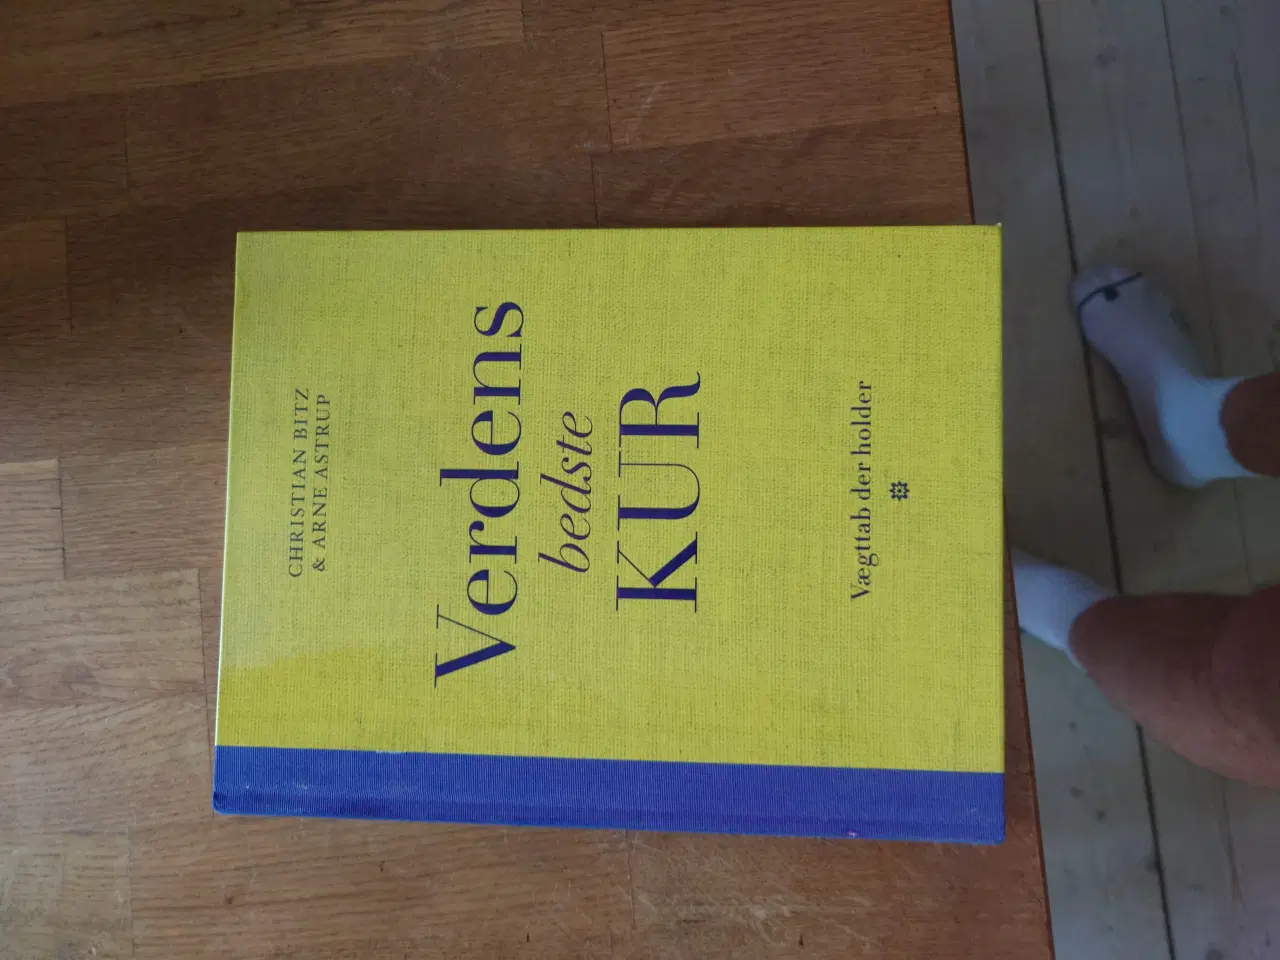 CHRISTIAN BITZ
& ARNE ASTRUP
Verdens
bedste
KUR
Vægttab der holder